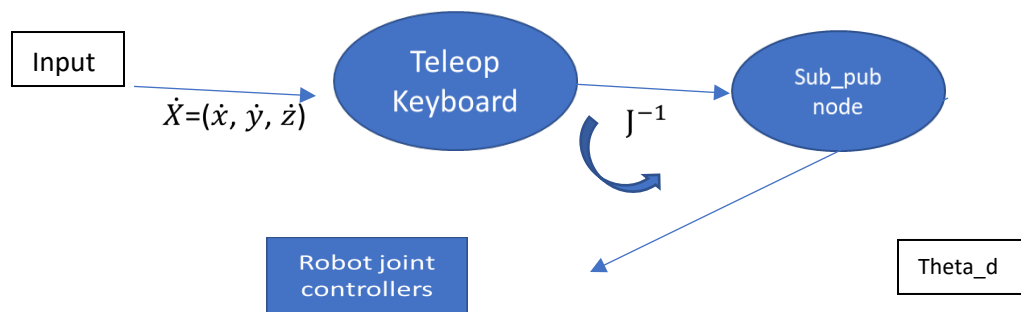 Input
Ẋ=(ẋ, ẏ, ż)
Teleop
Keyboard
J⁻¹
Sub_pub
node
Robot joint
controllers
Theta_d